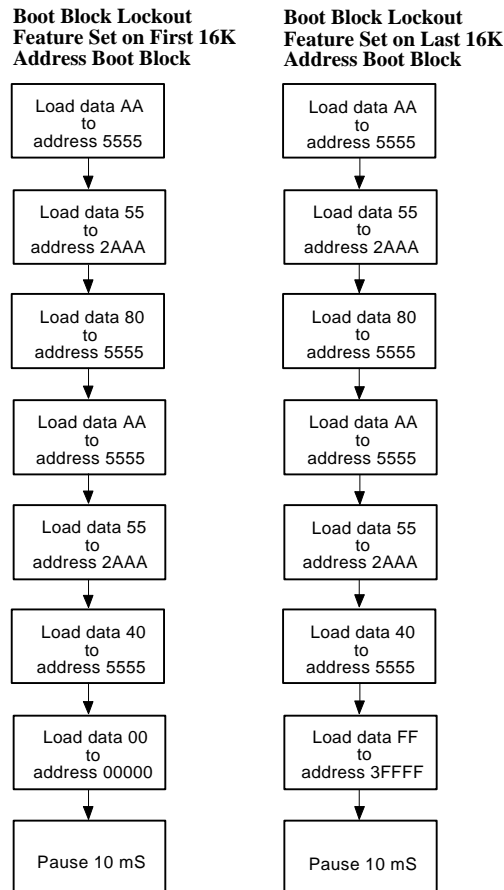 Boot Block Lockout
Feature Set on First 16K
Address Boot Block
Load data AA
to
address 5555
Load data 55
to
address 2AAA
Load data 80
to
address 5555
Load data AA
to
address 5555
Load data 55
to
address 2AAA
Load data 40
to
address 5555
Load data 00
to
address 00000
Pause 10 mS
Boot Block Lockout
Feature Set on Last 16K
Address Boot Block
Load data AA
to
address 5555
Load data 55
to
address 2AAA
Load data 80
to
address 5555
Load data AA
to
address 5555
Load data 55
to
address 2AAA
Load data 40
to
address 5555
Load data FF
to
address 3FFFF
Pause 10 mS